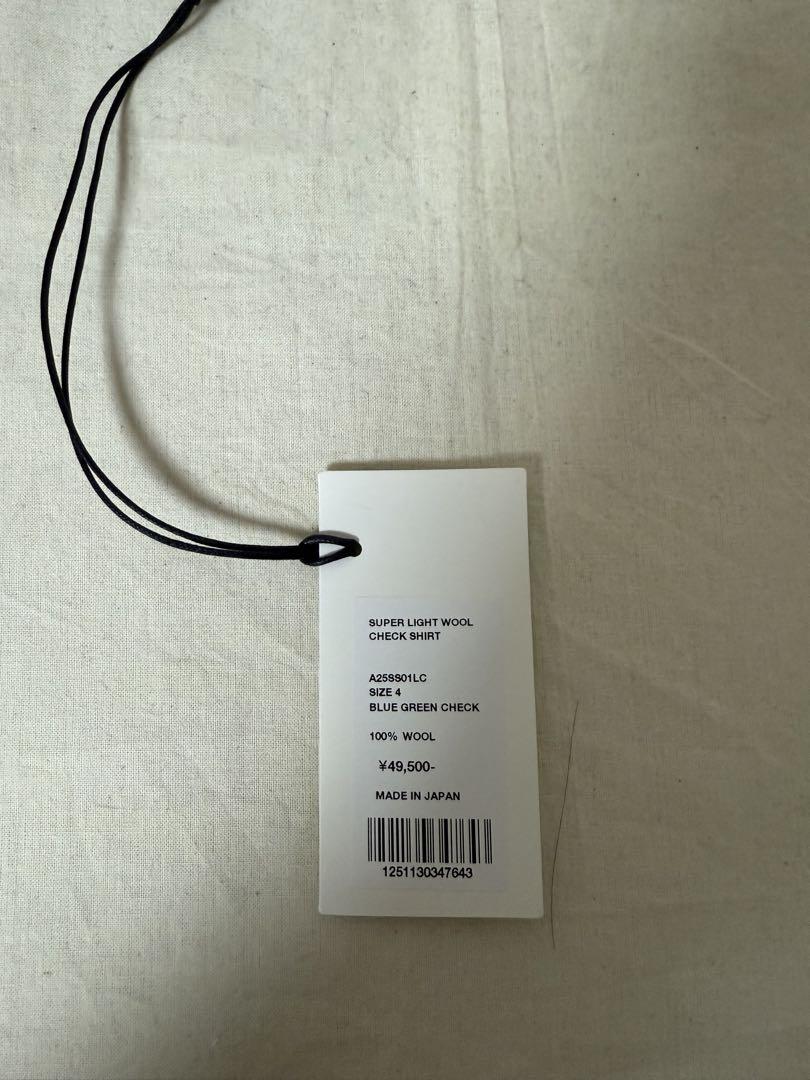 SUPER LIGHT WOOL
CHECK SHIRT
A25SS01LC
SIZE 4
BLUE GREEN CHECK
100% WOOL
¥49,500-
MADE IN JAPAN
1251130347643